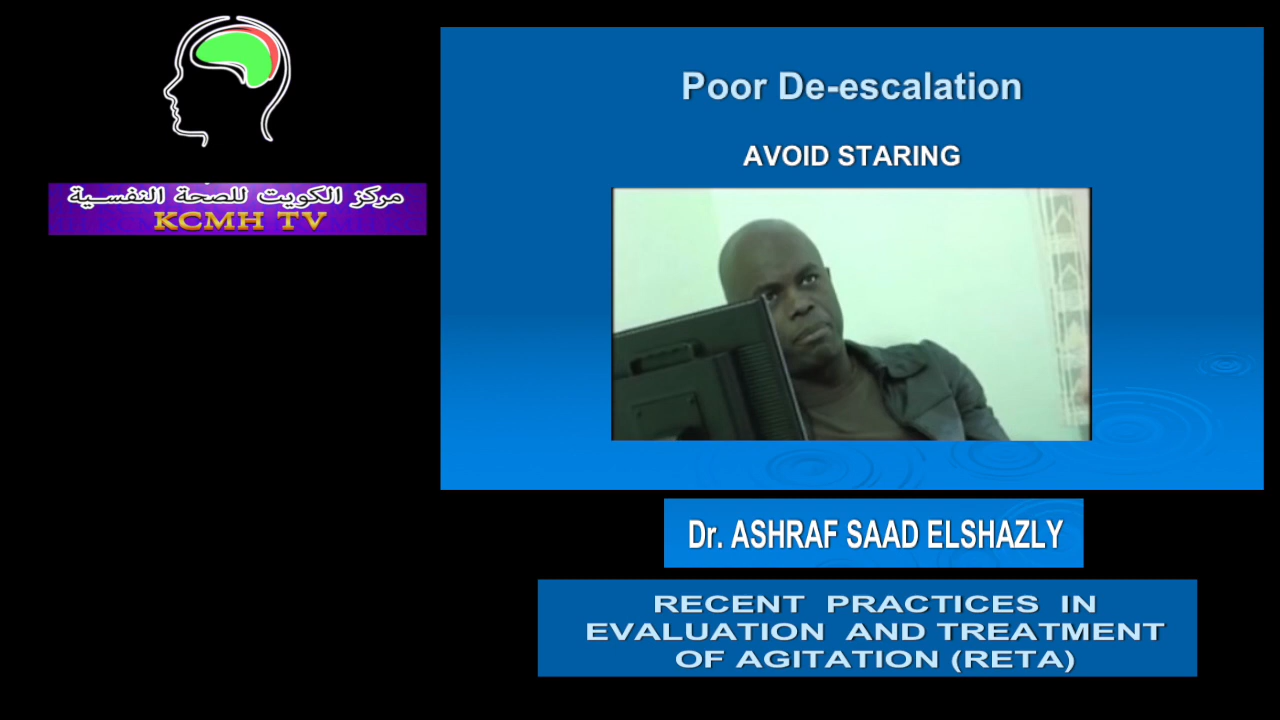 مركز الكويت للصحة النفسية
KCMH TV
Poor De-escalation
AVOID STARING
Dr. ASHRAF SAAD ELSHAZLY
RECENT PRACTICES IN
EVALUATION AND TREATMENT
OF AGITATION (RETA)